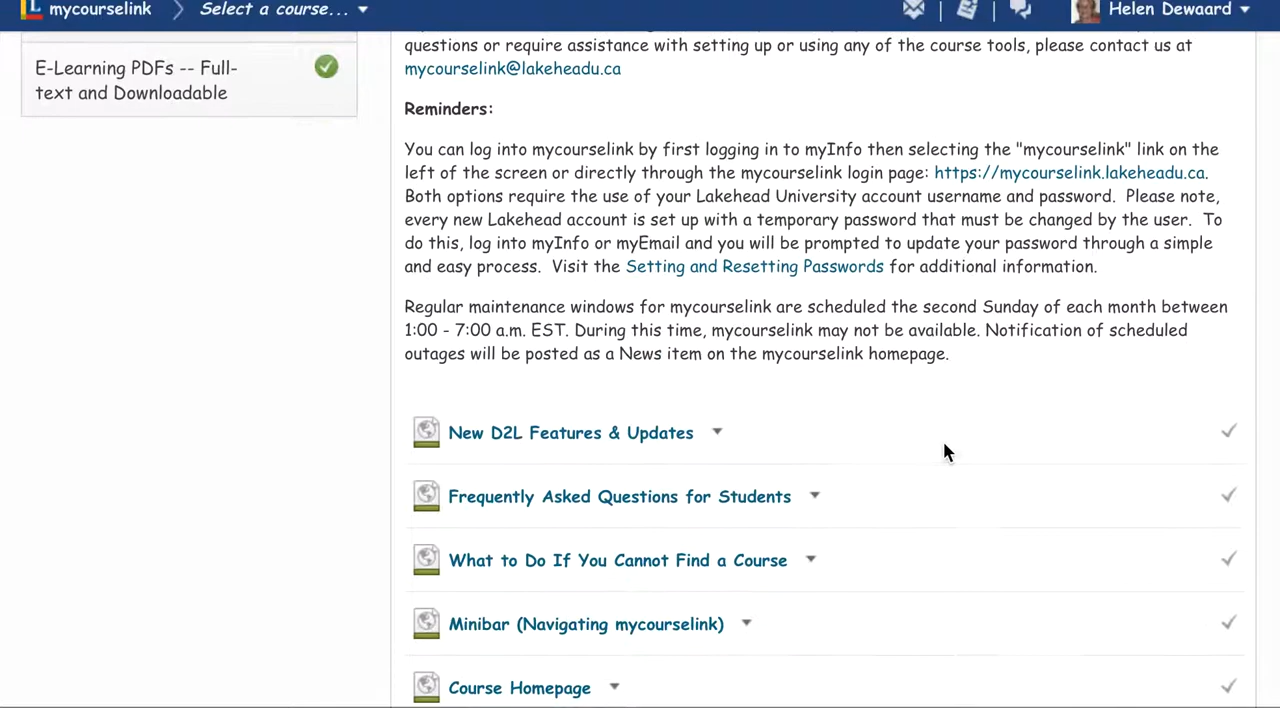 mycourselink
Select a course...
Helen Dewaard
E-Learning PDFs -- Full-
text and Downloadable
questions or require assistance with setting up or using any of the course tools, please contact us at
mycourselink@lakeheadu.ca
Reminders:
You can log into mycourselink by first logging in to myInfo then selecting the "mycourselink" link on the
left of the screen or directly through the mycourselink login page: https://mycourselink.lakeheadu.ca.
Both options require the use of your Lakehead University account username and password. Please note,
every new Lakehead account is set up with a temporary password that must be changed by the user. To
do this, log into myInfo or myEmail and you will be prompted to update your password through a simple
and easy process. Visit the Setting and Resetting Passwords for additional information.
Regular maintenance windows for mycourselink are scheduled the second Sunday of each month between
1:00 - 7:00 a.m. EST. During this time, mycourselink may not be available. Notification of scheduled
outages will be posted as a News item on the mycourselink homepage.
New D2L Features & Updates
Frequently Asked Questions for Students
What to Do If You Cannot Find a Course
Minibar (Navigating mycourselink)
Course Homepage